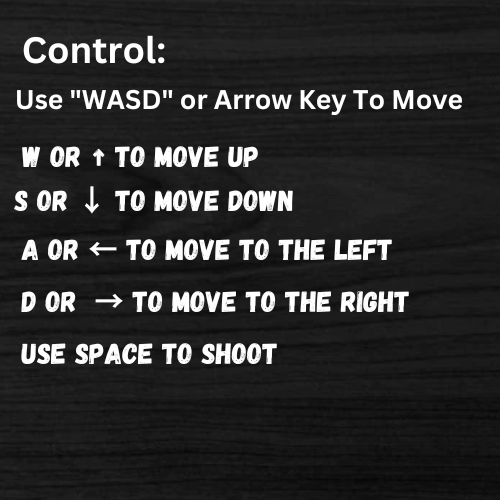 Control:
Use "WASD" or Arrow Key To Move
W OR ↑ TO MOVE UP
S OR ↓ TO MOVE DOWN
A OR ← TO MOVE TO THE LEFT
D OR → TO MOVE TO THE RIGHT
USE SPACE TO SHOOT